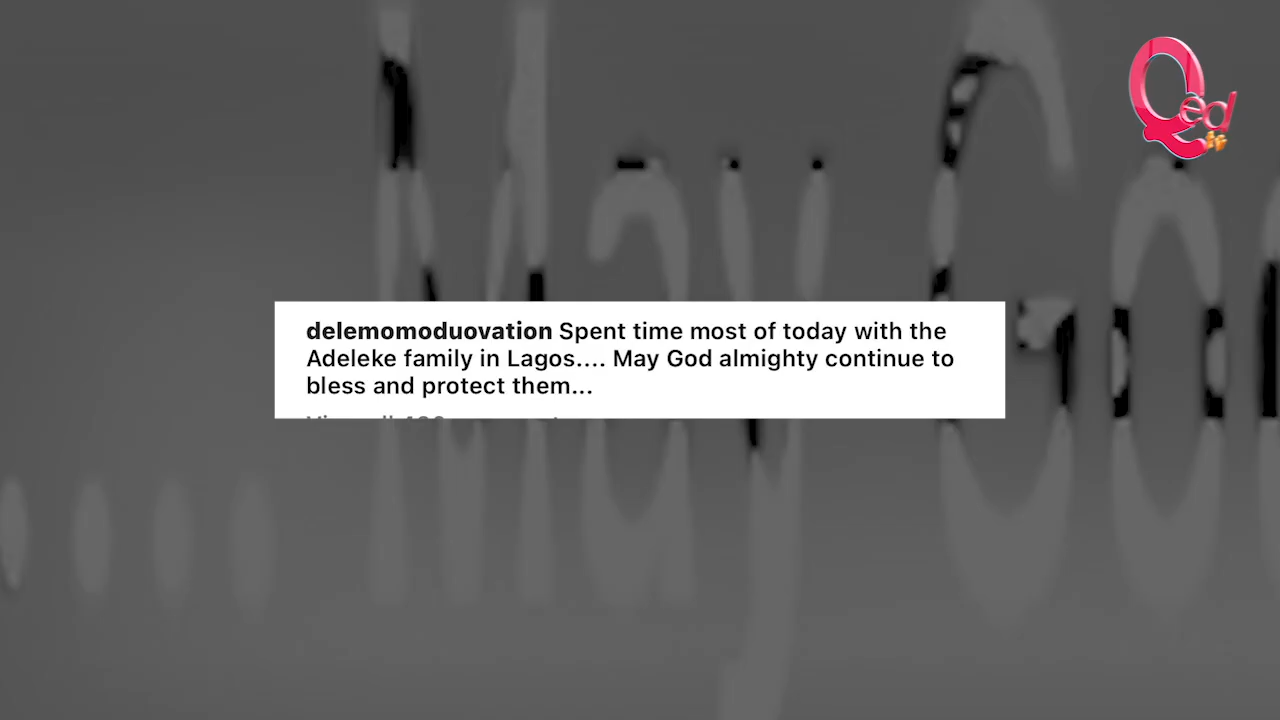 Qed
delemomoduovation Spent time most of today with the
Adeleke family in Lagos.... May God almighty continue to
bless and protect them...